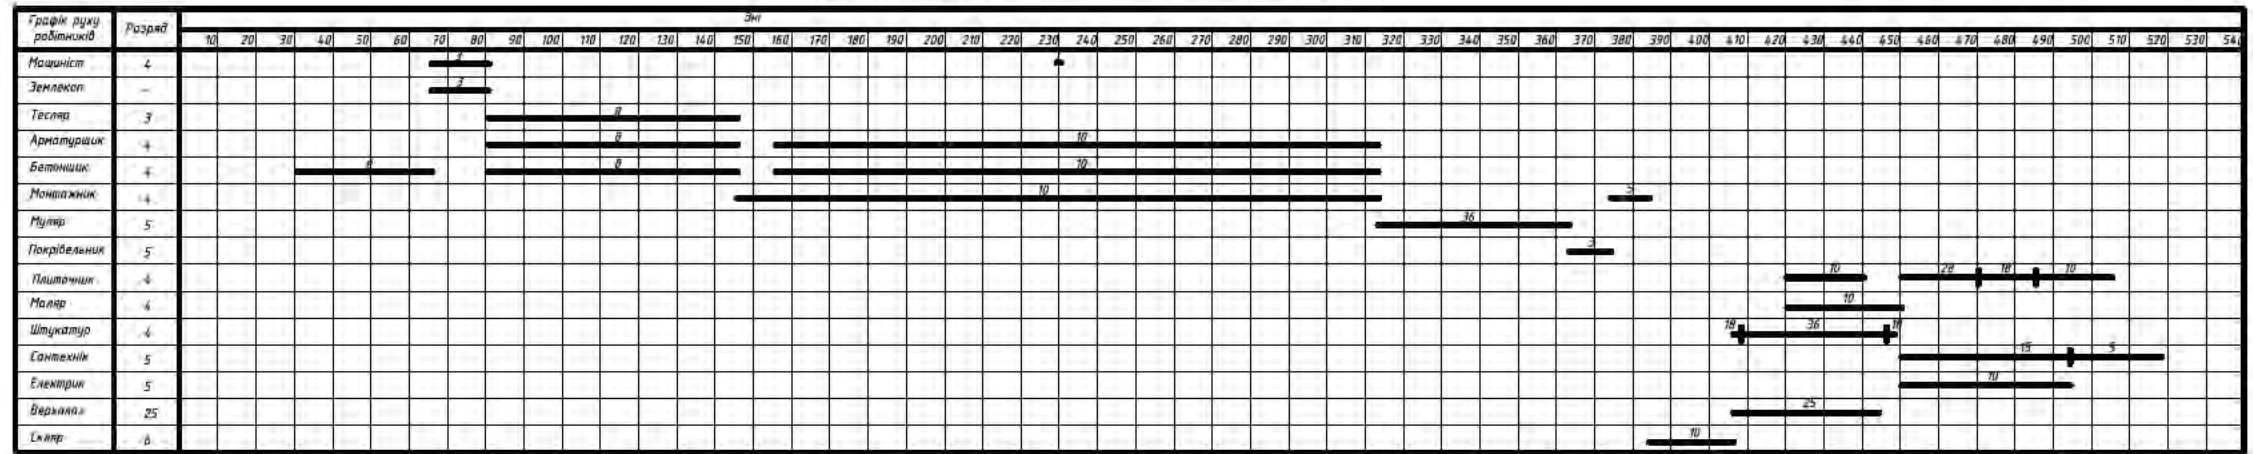 Графік руху робітників
Разряд
Дні
10 20 30 40 50 60 70 80 90 100 110 120 130 140 150 160 170 180 190 200 210 220 230 240 250 260 270 280 290 300 310 320 330 340 350 360 370 380 390 400 410 420 430 440 450 460 470 480 490 500 510 520 530 540
Машиніст 4 3
Землекоп – 3
Тесляр 3 8
Арматурщик 4 8 10
Бетонщик 4 8 8 10
Монтажник 4 10 5
Муляр 5 36
Покрівельник 5 3
Плиточник 4 10 28 18 10
Маляр 4 10
Штукатур 4 18 36 18
Сантехнік 5 15 5
Електрик 5 10
25 25
Скляр 6 10